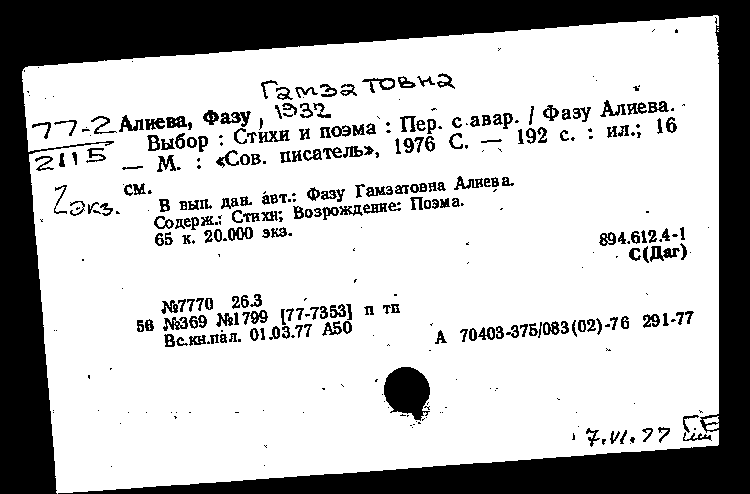 Гамзатовна
77-2 Алиева, Фазу, 1932
2115 Выбор : Стихи и поэма : Пер. с авар. / Фазу Алиева.
— М. : «Сов. писатель», 1976 С. — 192 с. : ил.; 16
см.
2 экз. В вып. дан. авт.: Фазу Гамзатовна Алиева.
Содерж.: Стихи; Возрождение: Поэма.
65 к. 20.000 экз.
894.612.4-1
С(Даг)
№7770 26.3
56 №369 №1799 [77-7353] п тп
Вс.кн.пал. 01.03.77 А50
А 70403-375/083(02)-76 291-77
7.VI.77